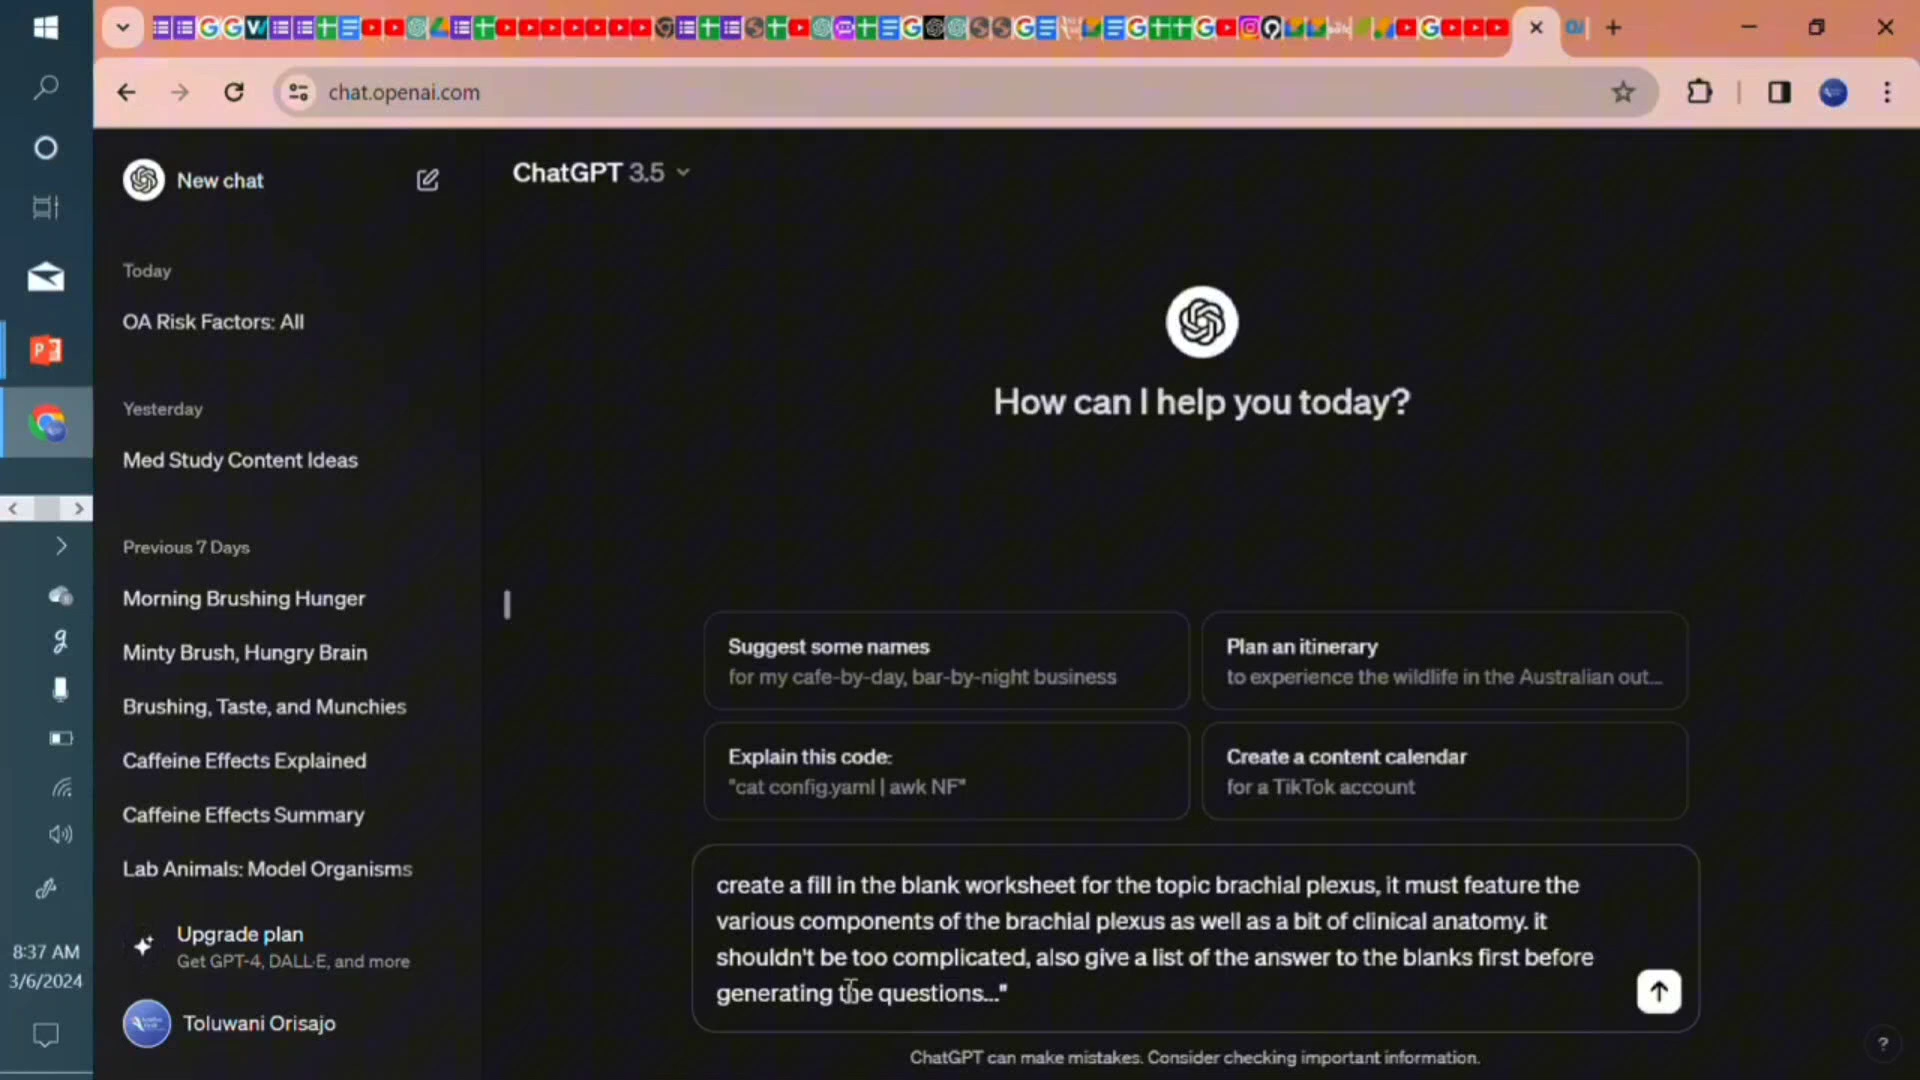 chat.openai.com
New chat
ChatGPT 3.5
Today
OA Risk Factors: All
How can I help you today?
Yesterday
Med Study Content Ideas
Previous 7 Days
Morning Brushing Hunger
Minty Brush, Hungry Brain
Brushing, Taste, and Munchies
Caffeine Effects Explained
Caffeine Effects Summary
Lab Animals: Model Organisms
Suggest some names
for my cafe-by-day, bar-by-night business
Plan an itinerary
to experience the wildlife in the Australian out...
Explain this code:
"cat config.yaml | awk NF"
Create a content calendar
for a TikTok account
create a fill in the blank worksheet for the topic brachial plexus, it must feature the
various components of the brachial plexus as well as a bit of clinical anatomy. it
shouldn't be too complicated, also give a list of the answer to the blanks first before
generating the questions..."
Upgrade plan
Get GPT-4, DALL·E, and more
Toluwani Orisajo
8:37 AM
3/6/2024
ChatGPT can make mistakes. Consider checking important information.
?